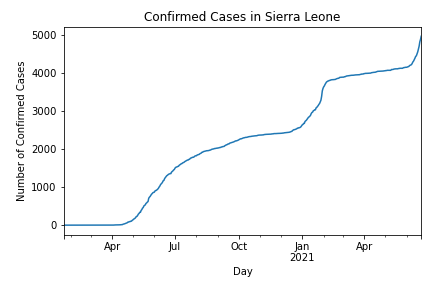 Confirmed Cases in Sierra Leone
Number of Confirmed Cases
5000
4000
3000
2000
1000
0
Apr
Jul
Oct
Jan
2021
Apr
Day